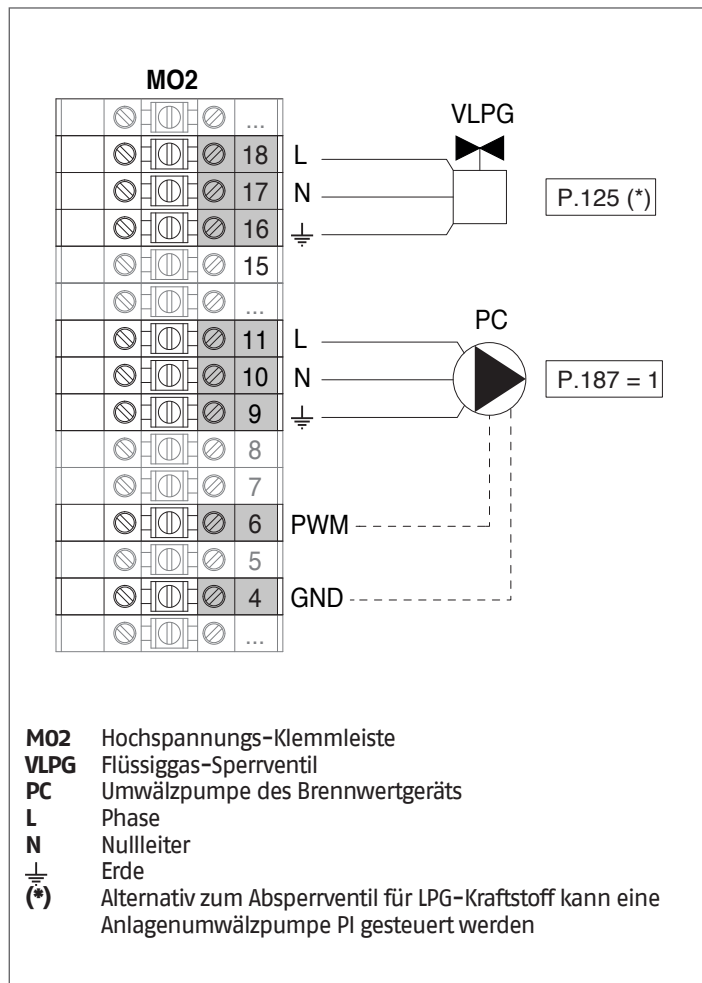 MO2
...
18 L
17 N
16 ⏚
15
...
11 L
10 N
9 ⏚
8
7
6 PWM
5
4 GND
...
VLPG
P.125 (*)
PC
P.187 = 1
MO2 Hochspannungs-Klemmleiste
VLPG Flüssiggas-Sperrventil
PC Umwälzpumpe des Brennwertgeräts
L Phase
N Nullleiter
⏚ Erde
(*) Alternativ zum Absperrventil für LPG-Kraftstoff kann eine
Anlagenumwälzpumpe PI gesteuert werden